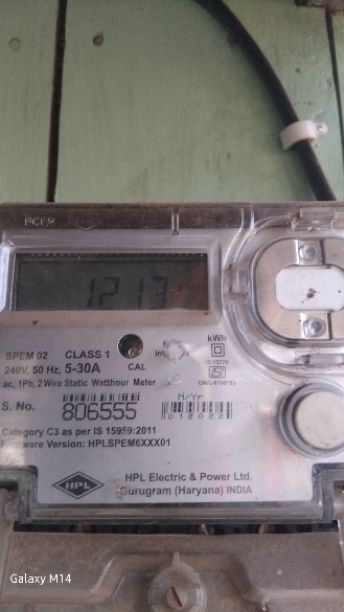 1213
SPEM 02 CLASS 1
240V, 50 Hz, 5-30A CAL
kWh
ac, 1Ph, 2 Wire Static Watthour Meter
S. No. 806555
M/Yr
012023
Category C3 as per IS 15959:2011
Firmware Version: HPLSPEM6XXX01
HPL
HPL Electric & Power Ltd.
Gurugram (Haryana) INDIA
Galaxy M14